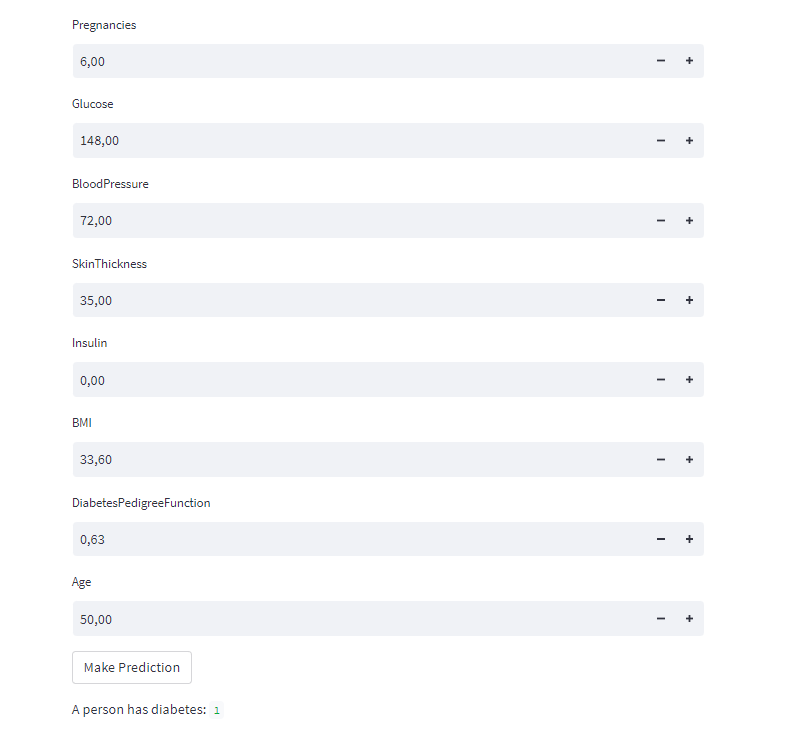 Pregnancies
6,00
Glucose
148,00
BloodPressure
72,00
SkinThickness
35,00
Insulin
0,00
BMI
33,60
DiabetesPedigreeFunction
0,63
Age
50,00
Make Prediction
A person has diabetes: 1